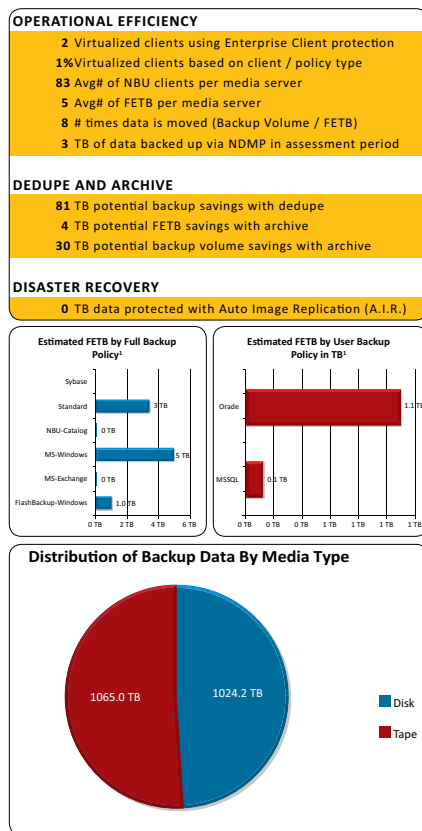 OPERATIONAL EFFICIENCY
2 Virtualized clients using Enterprise Client protection
1% Virtualized clients based on client / policy type
83 Avg# of NBU clients per media server
5 Avg# of FETB per media server
8 # times data is moved (Backup Volume / FETB)
3 TB of data backed up via NDMP in assessment period
DEDUPE AND ARCHIVE
81 TB potential backup savings with dedupe
4 TB potential FETB savings with archive
30 TB potential backup volume savings with archive
DISASTER RECOVERY
0 TB data protected with Auto Image Replication (A.I.R.)
Estimated FETB by Full Backup
Policy¹
Sybase
Standard 3 TB
NBU-Catalog 0 TB
MS-Windows 5 TB
MS-Exchange 0 TB
FlashBackup-Windows 1.0 TB
0 TB 2 TB 4 TB 6 TB
Estimated FETB by User Backup
Policy in TB¹
Orade 1.1 TB
MSSQL 0.1 TB
0 TB 0 TB 0 TB 1 TB 1 TB 1 TB 1 TB
Distribution of Backup Data By Media Type
1065.0 TB
1024.2 TB
Disk
Tape